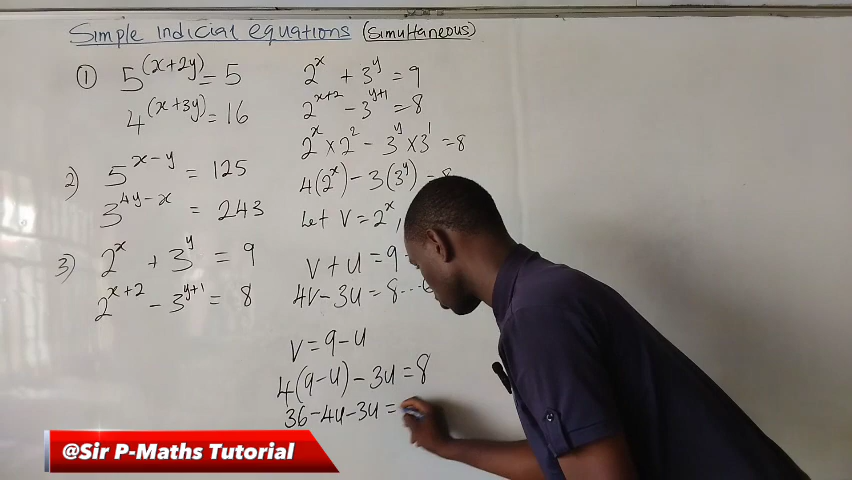 Simple Indicial equations (Simultaneous)
① 5^(x+2y) = 5
4^(x+3y) = 16
2) 5^x-y = 125
3^4y-x = 243
3) 2^x + 3^y = 9
2^x+2 - 3^y+1 = 8
2^x + 3^y = 9
2^x+2 - 3^y+1 = 8
2^x × 2^2 - 3^y × 3^1 = 8
4(2^x) - 3(3^y) = 8
Let V = 2^x,
V + U = 9
4V - 3U = 8...
V = 9 - U
4(9-U) - 3U = 8
36 - 4U - 3U =
@Sir P-Maths Tutorial